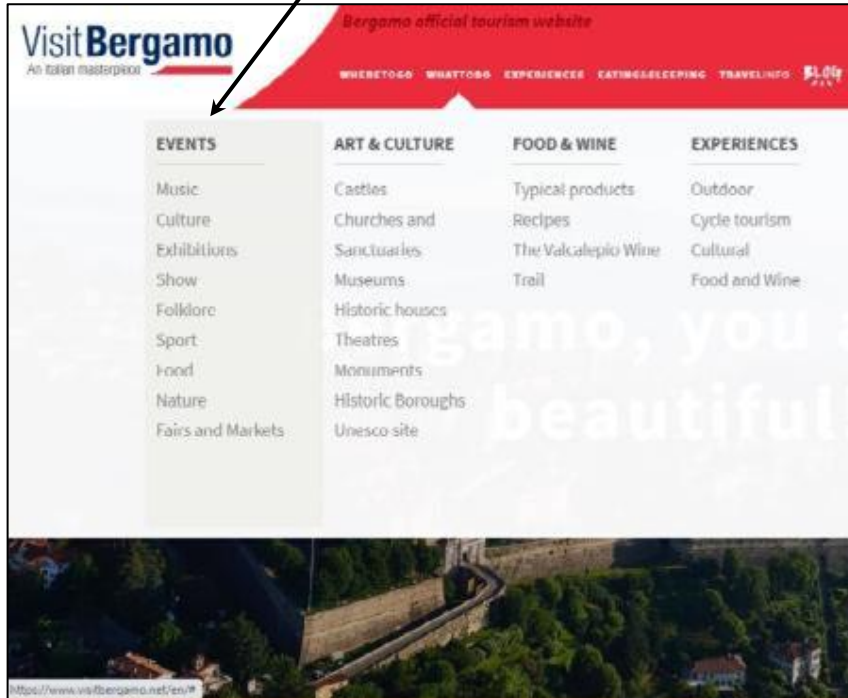 Visit Bergamo
An italian masterpiece
Bergamo official tourism website
WHERETOGO WHATTODO EXPERIENCES EATING&SLEEPING TRAVELINFO BLOG
EVENTS
Music
Culture
Exhibitions
Show
Folklore
Sport
Food
Nature
Fairs and Markets
ART & CULTURE
Castles
Churches and
Sanctuaries
Museums
Historic houses
Theatres
Monuments
Historic Boroughs
Unesco site
FOOD & WINE
Typical products
Recipes
The Valcalepio Wine
Trail
EXPERIENCES
Outdoor
Cycle tourism
Cultural
Food and Wine
Bergamo, you a
beautiful!
https://www.visitbergamo.net/en/#